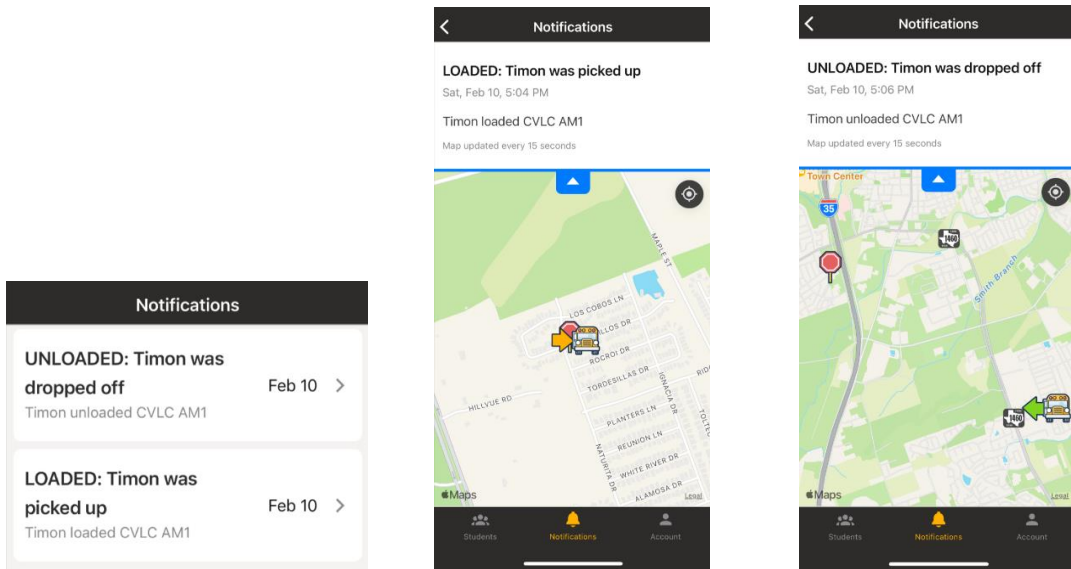 Notifications
UNLOADED: Timon was
dropped off
Feb 10
Timon unloaded CVLC AM1
LOADED: Timon was
picked up
Feb 10
Timon loaded CVLC AM1
Notifications
LOADED: Timon was picked up
Sat, Feb 10, 5:04 PM
Timon loaded CVLC AM1
Map updated every 15 seconds
MAPLE ST
LOS COBOS LN
ROCROI DR
TORDESILLAS DR
IGNACIA DR
HILLVUE RD
PLANTERS LN
REUNION LN
NATURITA DR
WHITE RIVER DR
ALAMOSA DR
Maps
Legal
Students
Notifications
Account
Notifications
UNLOADED: Timon was dropped off
Sat, Feb 10, 5:06 PM
Timon unloaded CVLC AM1
Map updated every 15 seconds
Town Center
35
1460
Smith Branch
1460
Maps
Legal
Students
Notifications
Account